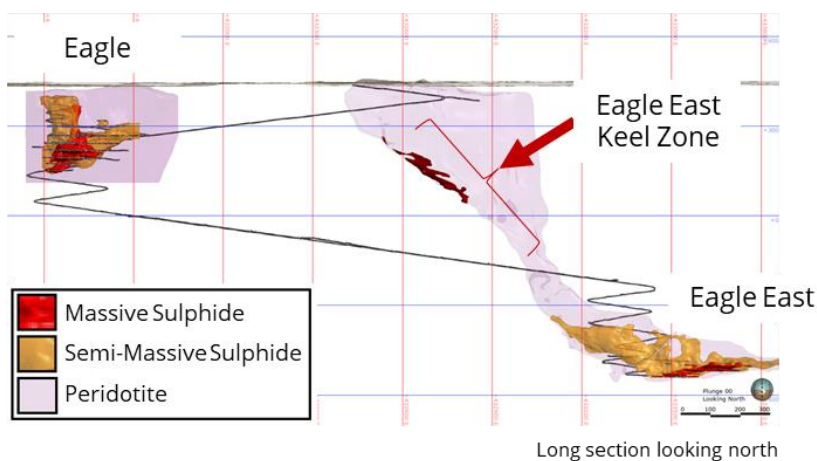 Eagle
Eagle East
Keel Zone
Eagle East
Massive Sulphide
Semi-Massive Sulphide
Peridotite
Plunge 00
Looking North
0 100 200 300
Long section looking north